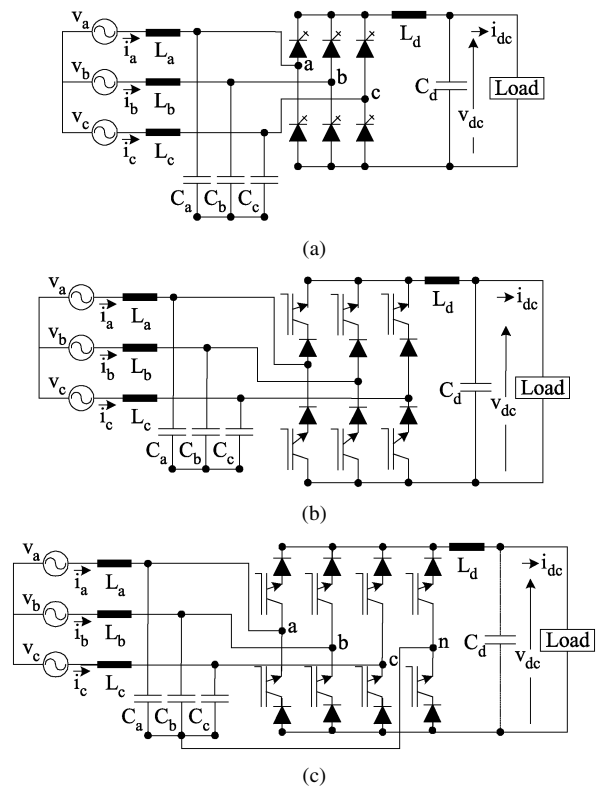 v_a
i_a L_a
L_d i_dc
v_b
a b
i_b L_b
c C_d Load
v_c
v_dc
i_c L_c
C_a C_b C_c
(a)
v_a
i_a L_a
L_d i_dc
v_b
i_b L_b
C_d Load
v_c
v_dc
i_c L_c
C_a C_b C_c
(b)
v_a
i_a L_a
L_d i_dc
v_b
i_b L_b
a b c n
C_d Load
v_c
v_dc
i_c L_c
C_a C_b C_c
(c)